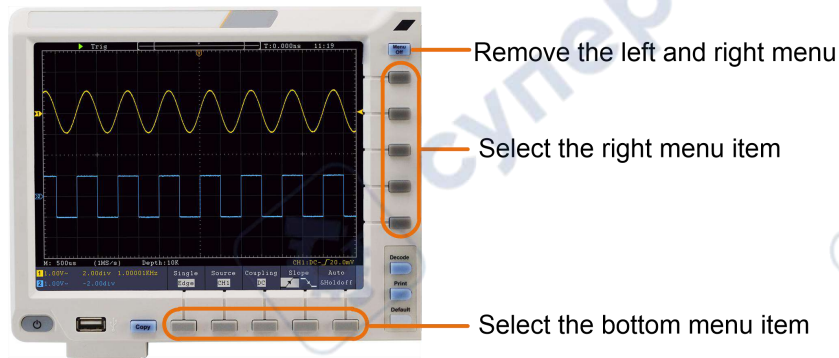 Trig T:0.000ns 11:19
Menu
Off
Remove the left and right menu
Select the right menu item
M: 500us (1MS/s) Depth:10K CH1:DC- 20.0mV
1 1.00V~ 2.00div 1.00001KHz
2 1.00V~ -2.05div
Single Source Coupling Slope Auto
Edge CH1 DC &Holdoff
Decode
Print
Default
Copy
Select the bottom menu item